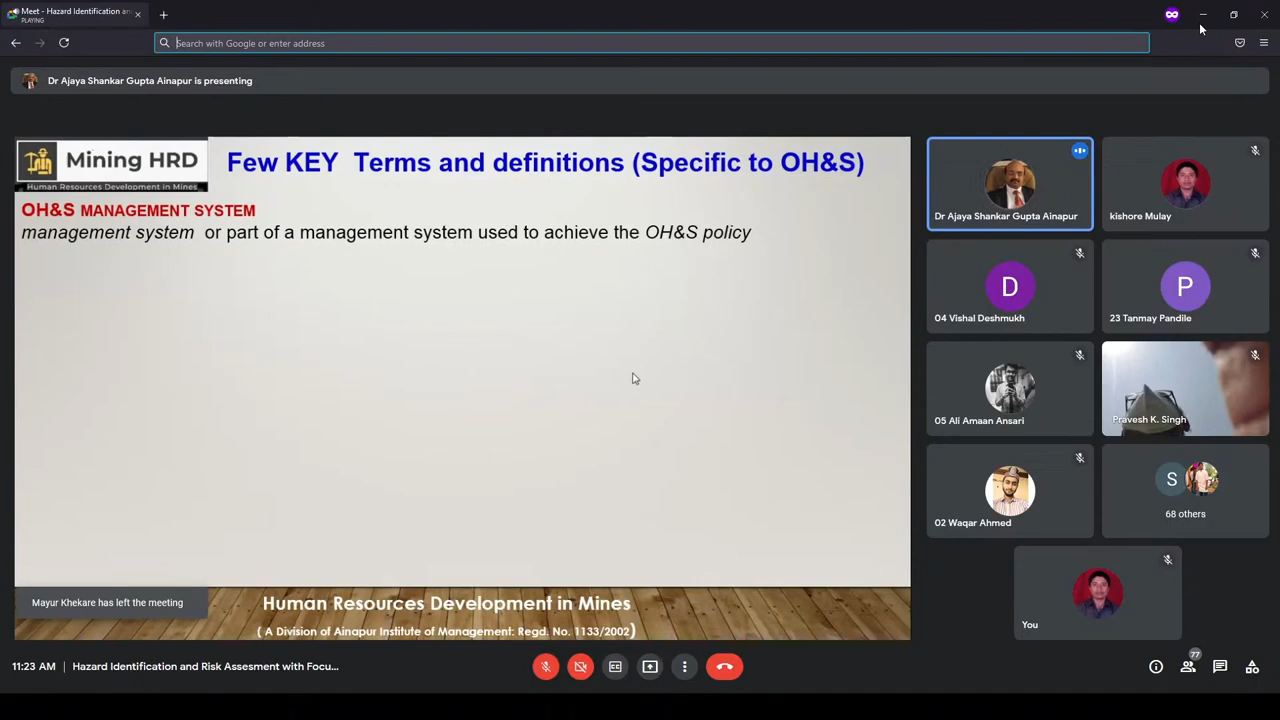 Meet - Hazard Identification an
PLAYING
Search with Google or enter address
Dr Ajaya Shankar Gupta Ainapur is presenting
Mining HRD
Human Resources Development in Mines
Few KEY Terms and definitions (Specific to OH&S)
OH&S MANAGEMENT SYSTEM
management system or part of a management system used to achieve the OH&S policy
Dr Ajaya Shankar Gupta Ainapur
kishore Mulay
D
04 Vishal Deshmukh
P
23 Tanmay Pandile
05 Ali Amaan Ansari
Pravesh K. Singh
02 Waqar Ahmed
S
68 others
You
Mayur Khekare has left the meeting
Human Resources Development in Mines
( A Division of Ainapur Institute of Management: Regd. No. 1133/2002)
11:23 AM | Hazard Identification and Risk Assesment with Focu...
77